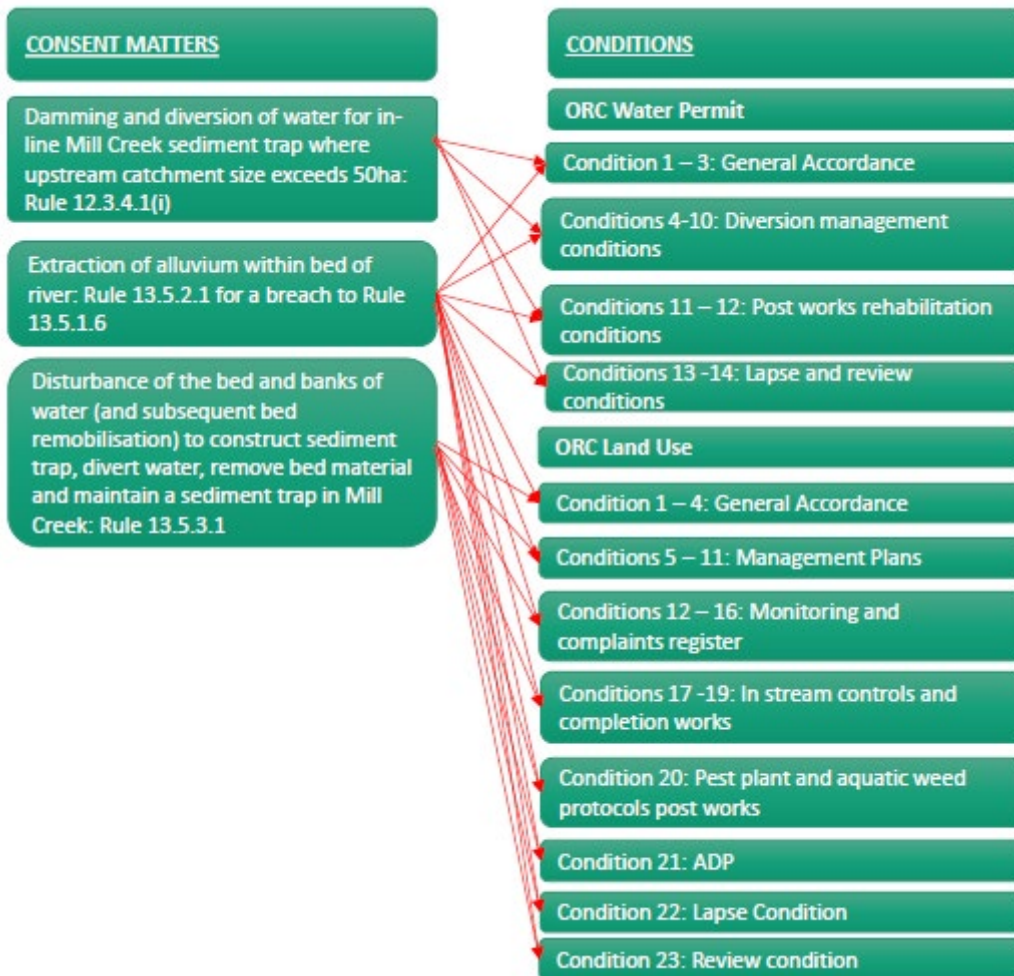 CONSENT MATTERS
Damming and diversion of water for in-
line Mill Creek sediment trap where
upstream catchment size exceeds 50ha:
Rule 12.3.4.1(i)
Extraction of alluvium within bed of
river: Rule 13.5.2.1 for a breach to Rule
13.5.1.6
Disturbance of the bed and banks of
water (and subsequent bed
remobilisation) to construct sediment
trap, divert water, remove bed material
and maintain a sediment trap in Mill
Creek: Rule 13.5.3.1
CONDITIONS
ORC Water Permit
Condition 1 – 3: General Accordance
Conditions 4-10: Diversion management
conditions
Conditions 11 – 12: Post works rehabilitation
conditions
Conditions 13 -14: Lapse and review
conditions
ORC Land Use
Condition 1 – 4: General Accordance
Conditions 5 – 11: Management Plans
Conditions 12 – 16: Monitoring and
complaints register
Conditions 17 -19: In stream controls and
completion works
Condition 20: Pest plant and aquatic weed
protocols post works
Condition 21: ADP
Condition 22: Lapse Condition
Condition 23: Review condition